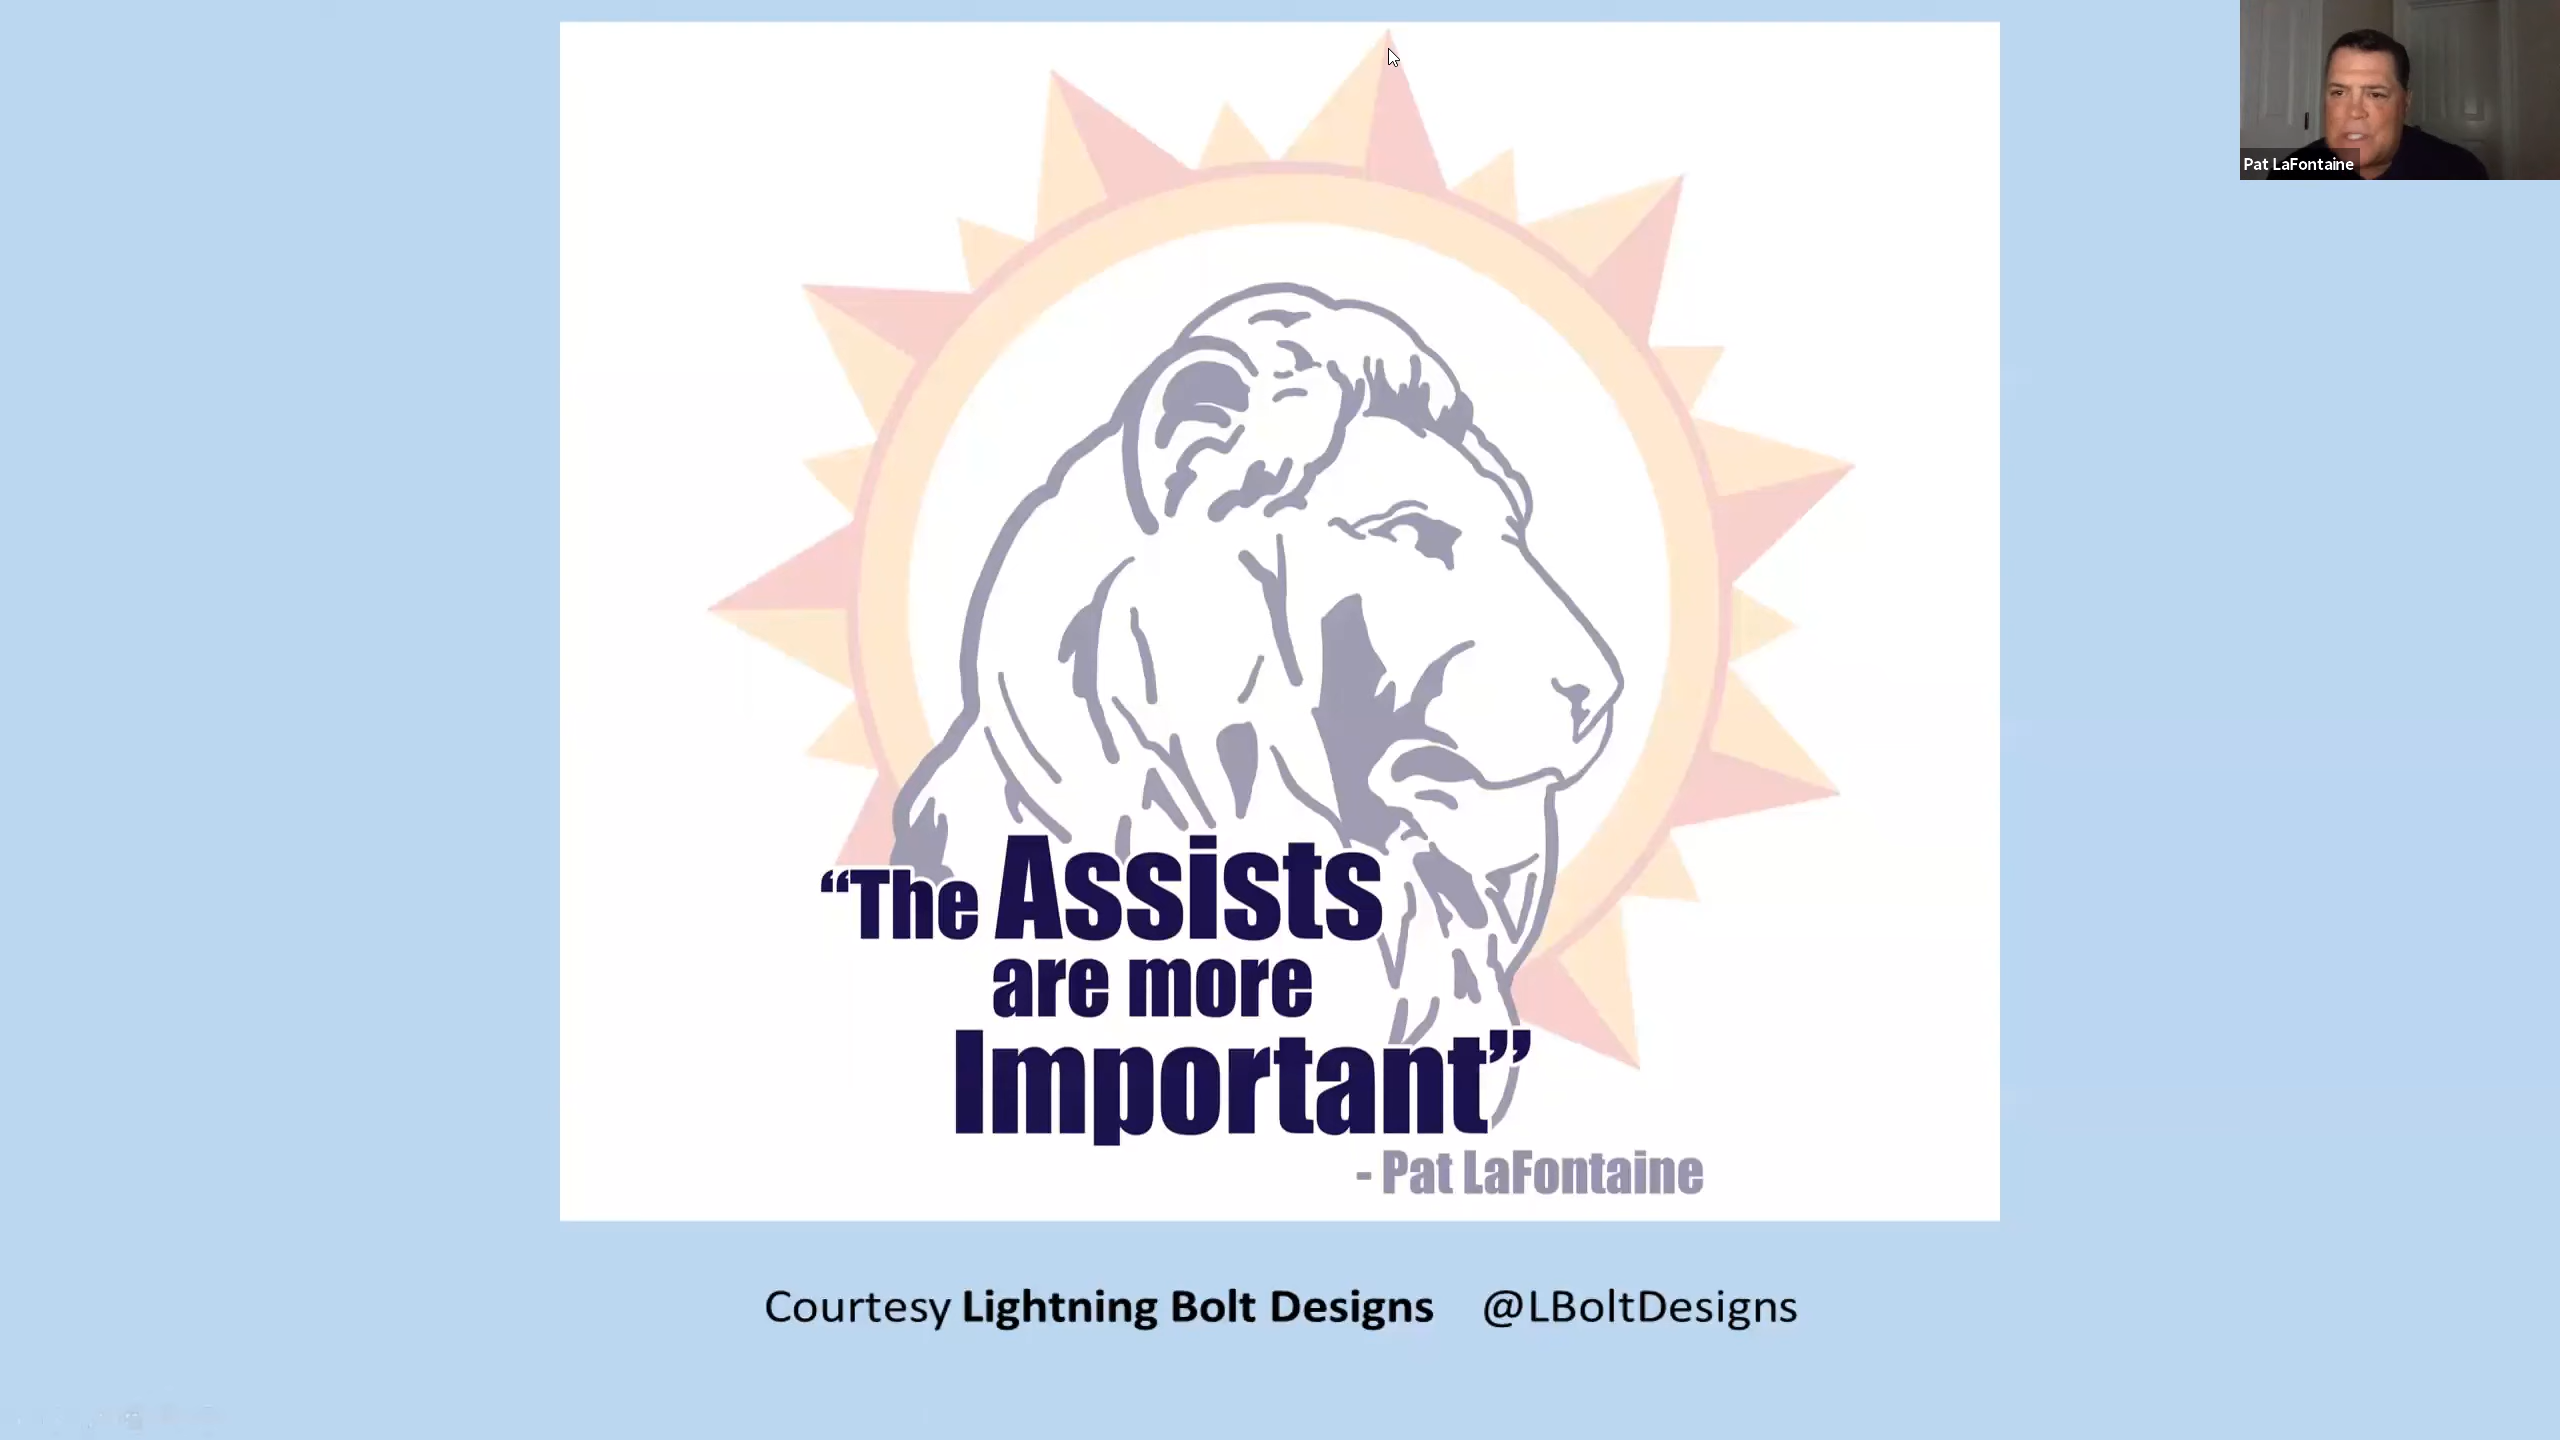 Pat LaFontaine
“The Assists
are more
Important”
- Pat LaFontaine
Courtesy Lightning Bolt Designs @LBoltDesigns